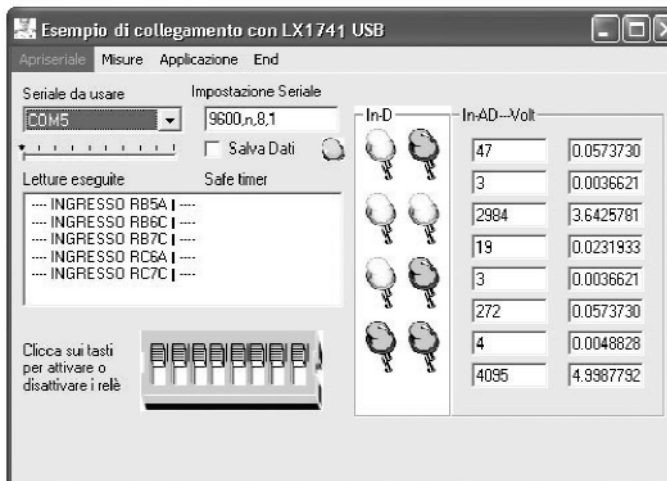 Esempio di collegamento con LX1741 USB
Apriseriale Misure Applicazione End
Seriale da usare
Impostazione Seriale
COM5
9600,n,8,1
Salva Dati
Letture eseguite
Safe timer
---- INGRESSO RB5A | ----
---- INGRESSO RB6C | ----
---- INGRESSO RB7C | ----
---- INGRESSO RC6A | ----
---- INGRESSO RC7C | ----
Clicca sui tasti
per attivare o
disattivare i relè
In-D
In-AD---Volt
47 0.0573730
3 0.0036621
2984 3.6425781
19 0.0231933
3 0.0036621
272 0.0573730
4 0.0048828
4095 4.9987792